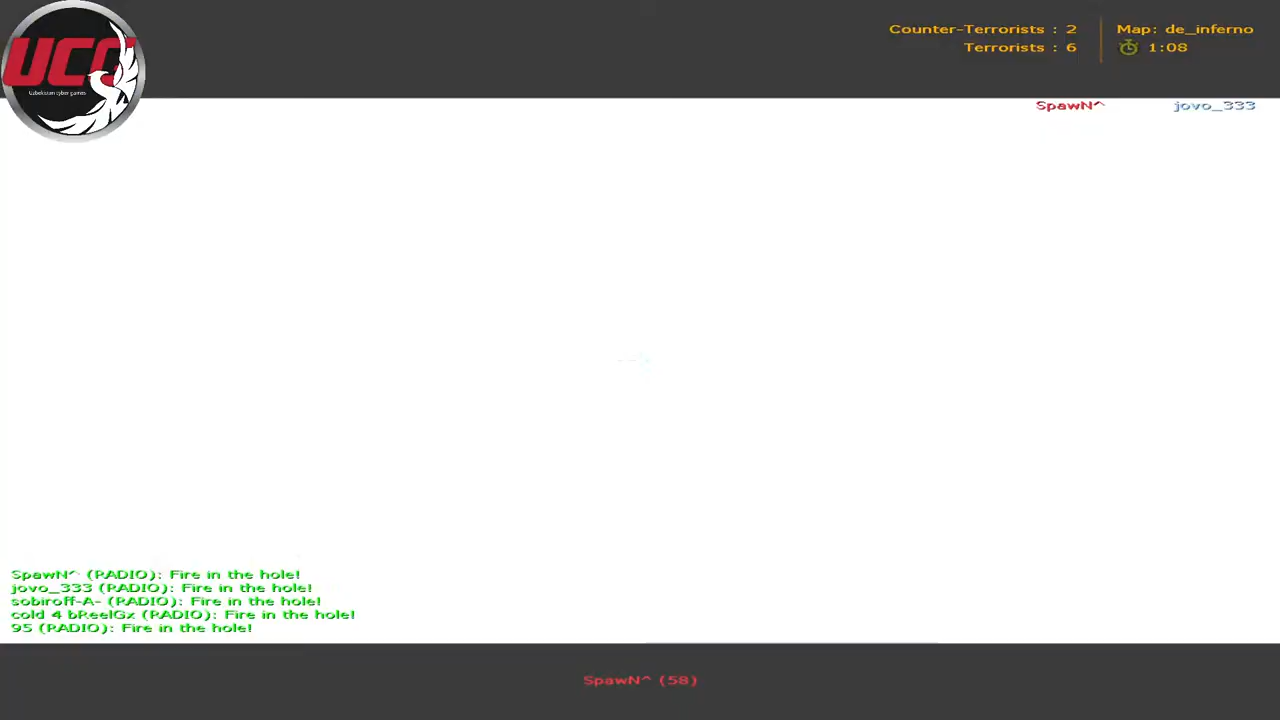 UCG
Uzbekistan cyber games
Counter-Terrorists : 2
Terrorists : 6
Map: de_inferno
1:08
SpawN^ jovo_333
SpawN^ (RADIO): Fire in the hole!
jovo_333 (RADIO): Fire in the hole!
sobiroff-A- (RADIO): Fire in the hole!
cold 4 bReelGx (RADIO): Fire in the hole!
95 (RADIO): Fire in the hole!
SpawN^ (58)